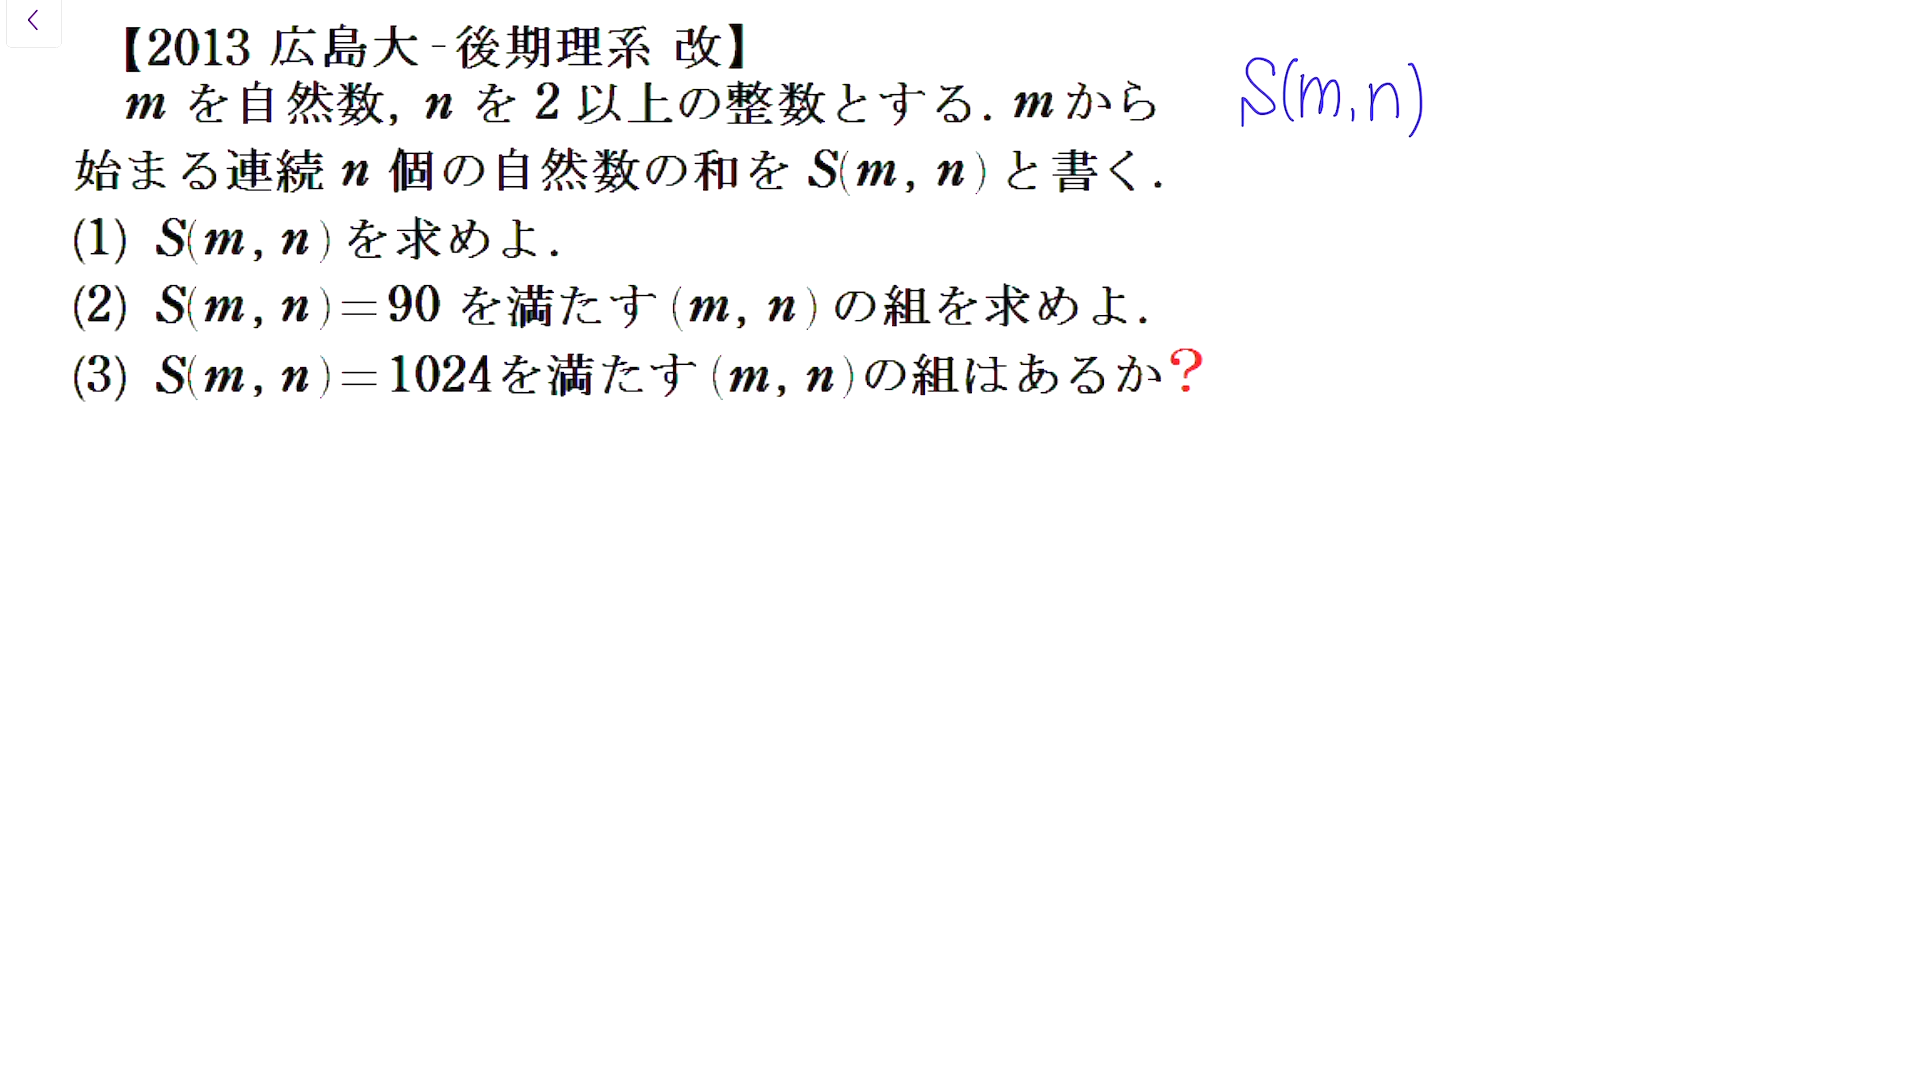 【2013 広島大-後期理系 改】
m を自然数, n を 2 以上の整数とする. m から
始まる連続 n 個の自然数の和を S(m, n) と書く.
(1) S(m, n) を求めよ.
(2) S(m, n)=90 を満たす (m, n) の組を求めよ.
(3) S(m, n)=1024を満たす (m, n)の組はあるか?
S(m,n)